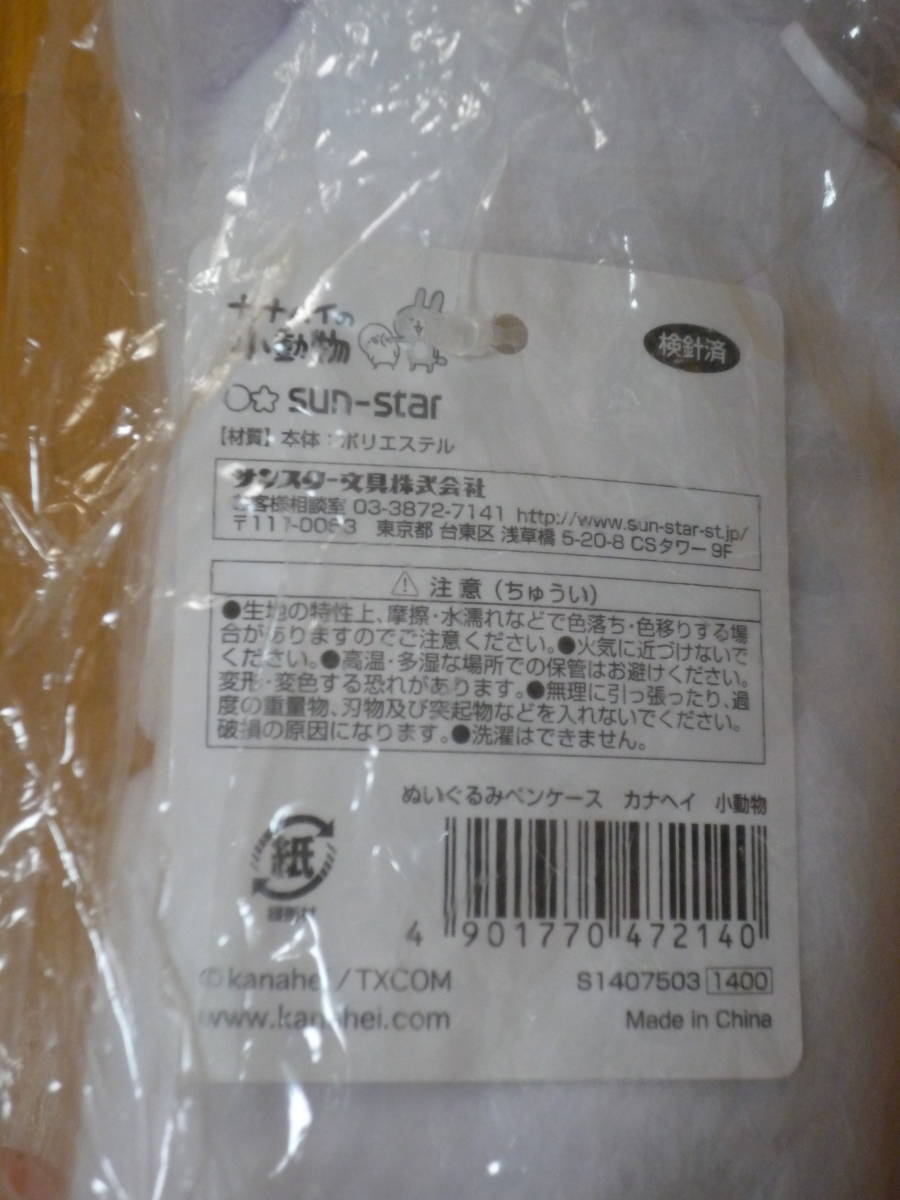 カナヘイの
小動物
検針済
sun-star
【材質】本体:ポリエステル
サンスター文具株式会社
お客様相談室 03-3872-7141 http://www.sun-star-st.jp/
〒111-0053 東京都 台東区 浅草橋 5-20-8 CSタワー 9F
注意(ちゅうい)
●生地の特性上、摩擦・水濡れなどで色落ち・色移りする場
合がありますのでご注意ください。●火気に近づけないで
ください。●高温・多湿な場所での保管はお避けください。
変形・変色する恐れがあります。●無理に引っ張ったり、過
度の重量物、刃物及び突起物などを入れないでください。
破損の原因になります。●洗濯はできません。
ぬいぐるみペンケース カナヘイ 小動物
紙
4 901770 472140
©kanahei/TXCOM
S1407503 1400
www.kanahei.com
Made in China